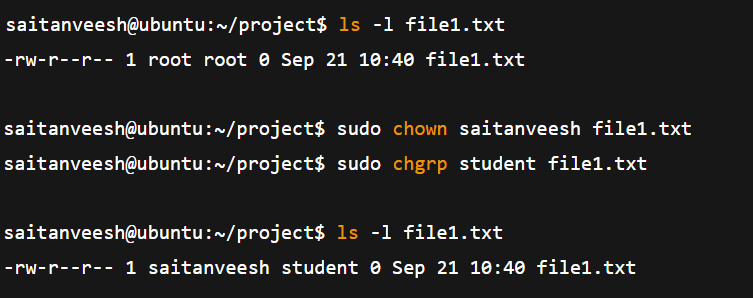 saitanveesh@ubuntu:~/project$ ls -l file1.txt
-rw-r--r-- 1 root root 0 Sep 21 10:40 file1.txt
saitanveesh@ubuntu:~/project$ sudo chown saitanveesh file1.txt
saitanveesh@ubuntu:~/project$ sudo chgrp student file1.txt
saitanveesh@ubuntu:~/project$ ls -l file1.txt
-rw-r--r-- 1 saitanveesh student 0 Sep 21 10:40 file1.txt